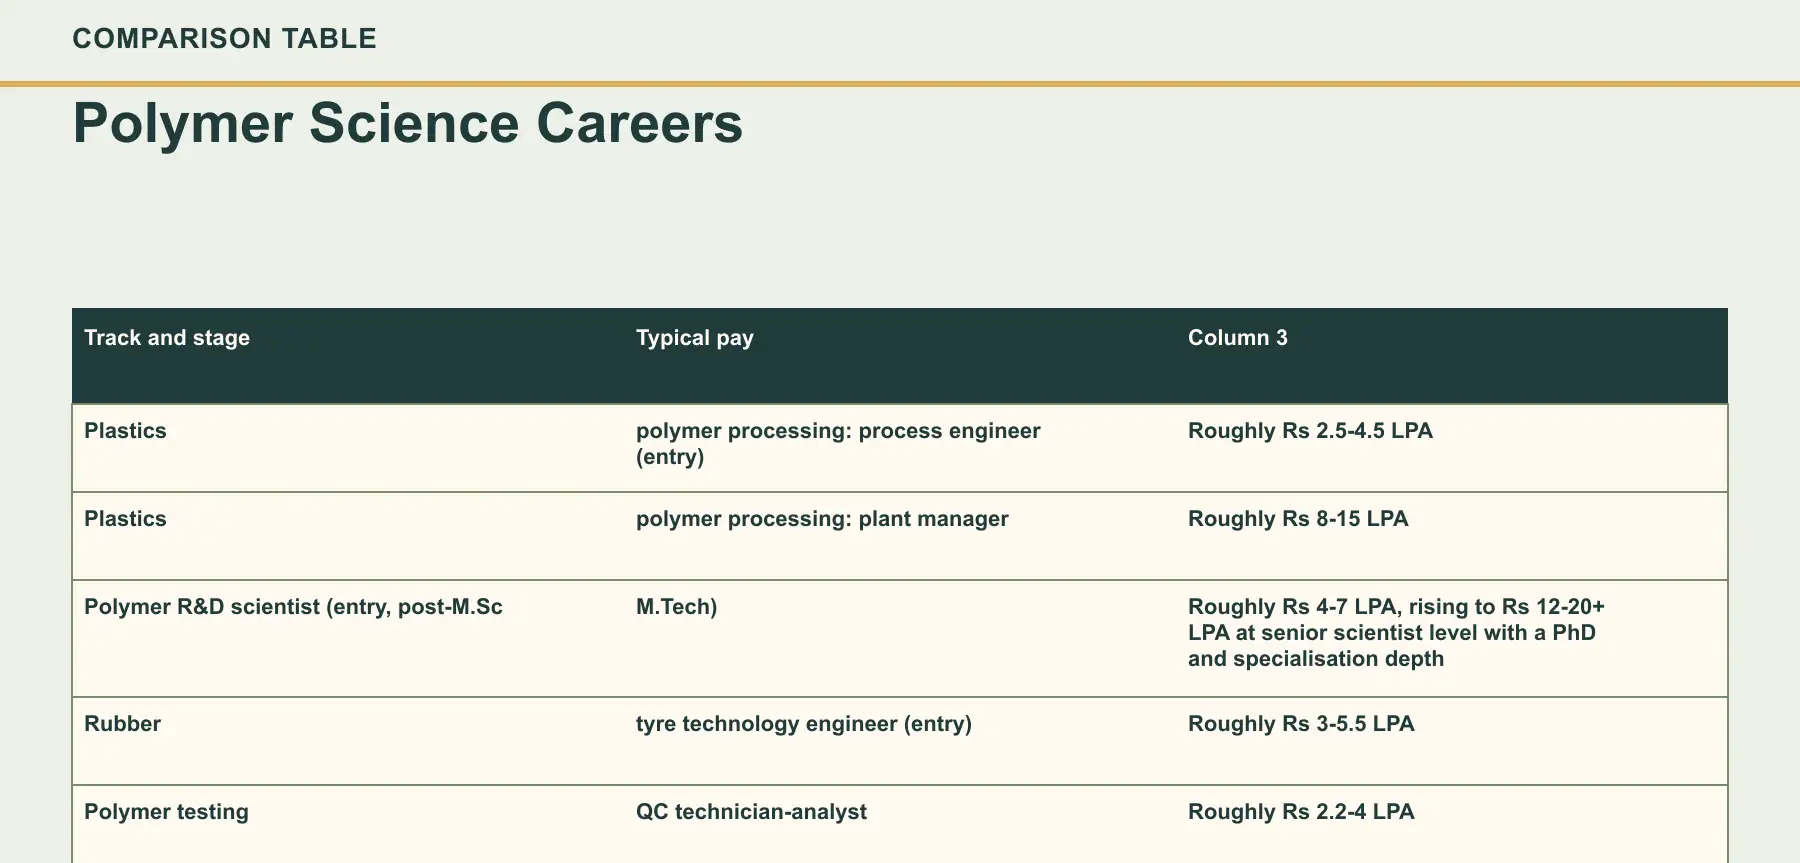 COMPARISON TABLE
Polymer Science Careers
Track and stage Typical pay Column 3
Plastics polymer processing: process engineer Roughly Rs 2.5-4.5 LPA
(entry)
Plastics polymer processing: plant manager Roughly Rs 8-15 LPA
Polymer R&D scientist (entry, post-M.Sc M.Tech) Roughly Rs 4-7 LPA, rising to Rs 12-20+
LPA at senior scientist level with a PhD
and specialisation depth
Rubber tyre technology engineer (entry) Roughly Rs 3-5.5 LPA
Polymer testing QC technician-analyst Roughly Rs 2.2-4 LPA